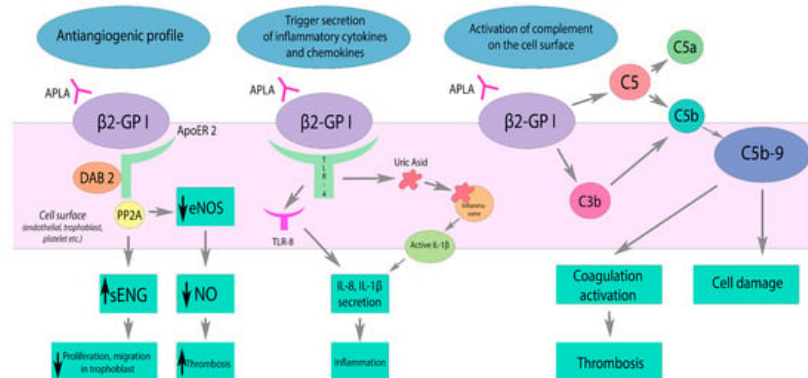 Antiangiogenic profile
Trigger secretion
of inflammatory cytokines
and chemokines
Activation of complement
on the cell surface
APLA
β2-GP I
ApoER 2
DAB 2
PP2A
Cell surface
(endothelial, trophoblast,
platelet etc.)
eNOS
sENG
NO
Proliferation, migration
in trophoblast
Thrombosis
APLA
β2-GP I
T
L
R
-
4
Uric Asid
Inflammo-
some
TLR-8
Active IL-1β
IL-8, IL-1β
secretion
Inflammation
APLA
β2-GP I
C5
C5a
C5b
C3b
C5b-9
Coagulation
activation
Cell damage
Thrombosis